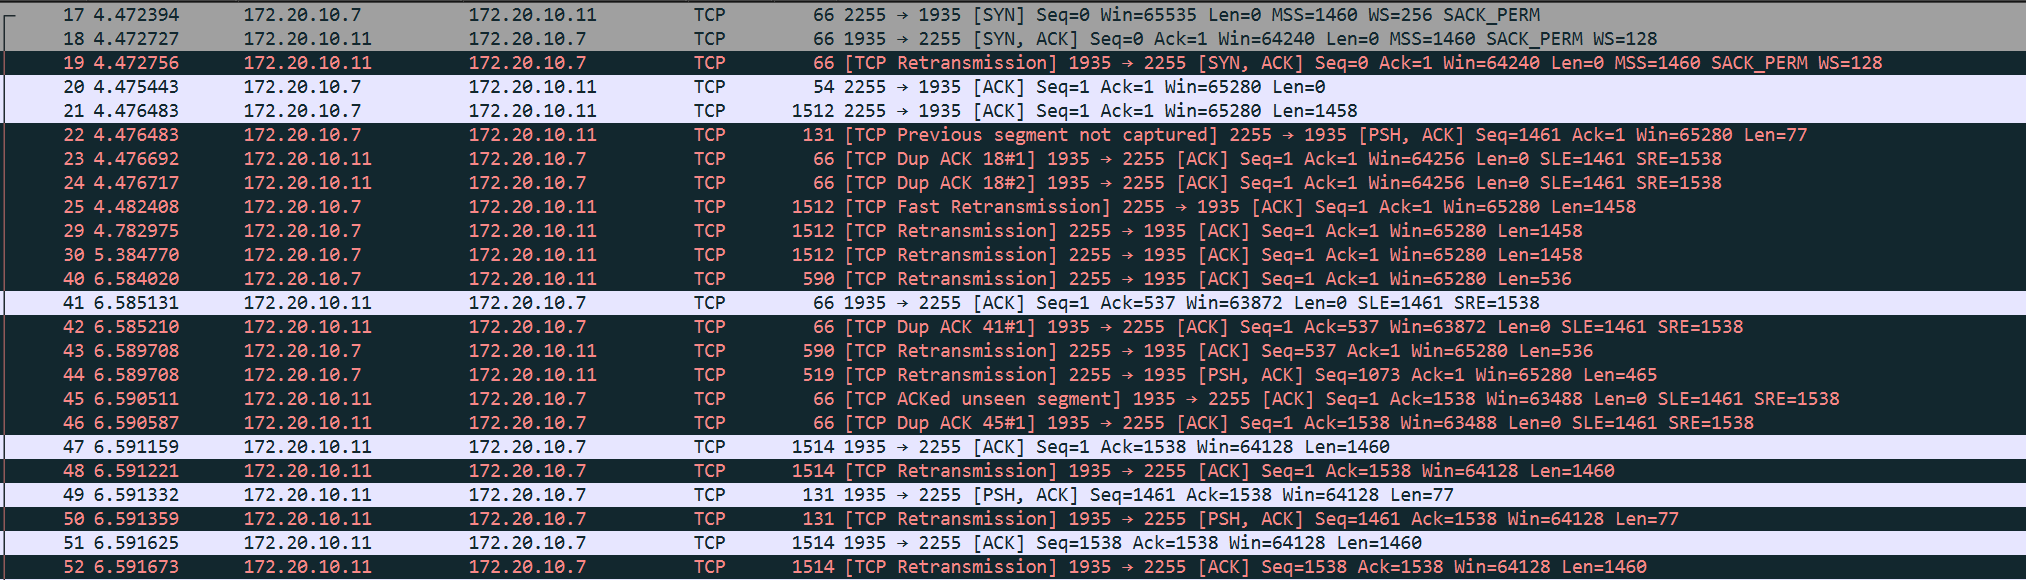 17 4.472394 172.20.10.7 172.20.10.11 TCP 66 2255 → 1935 [SYN] Seq=0 Win=65535 Len=0 MSS=1460 WS=256 SACK_PERM
18 4.472727 172.20.10.11 172.20.10.7 TCP 66 1935 → 2255 [SYN, ACK] Seq=0 Ack=1 Win=64240 Len=0 MSS=1460 SACK_PERM WS=128
19 4.472756 172.20.10.11 172.20.10.7 TCP 66 [TCP Retransmission] 1935 → 2255 [SYN, ACK] Seq=0 Ack=1 Win=64240 Len=0 MSS=1460 SACK_PERM WS=128
20 4.475443 172.20.10.7 172.20.10.11 TCP 54 2255 → 1935 [ACK] Seq=1 Ack=1 Win=65280 Len=0
21 4.476483 172.20.10.7 172.20.10.11 TCP 1512 2255 → 1935 [ACK] Seq=1 Ack=1 Win=65280 Len=1458
22 4.476483 172.20.10.7 172.20.10.11 TCP 131 [TCP Previous segment not captured] 2255 → 1935 [PSH, ACK] Seq=1461 Ack=1 Win=65280 Len=77
23 4.476692 172.20.10.11 172.20.10.7 TCP 66 [TCP Dup ACK 18#1] 1935 → 2255 [ACK] Seq=1 Ack=1 Win=64256 Len=0 SLE=1461 SRE=1538
24 4.476717 172.20.10.11 172.20.10.7 TCP 66 [TCP Dup ACK 18#2] 1935 → 2255 [ACK] Seq=1 Ack=1 Win=64256 Len=0 SLE=1461 SRE=1538
25 4.482408 172.20.10.7 172.20.10.11 TCP 1512 [TCP Fast Retransmission] 2255 → 1935 [ACK] Seq=1 Ack=1 Win=65280 Len=1458
29 4.782975 172.20.10.7 172.20.10.11 TCP 1512 [TCP Retransmission] 2255 → 1935 [ACK] Seq=1 Ack=1 Win=65280 Len=1458
30 5.384770 172.20.10.7 172.20.10.11 TCP 1512 [TCP Retransmission] 2255 → 1935 [ACK] Seq=1 Ack=1 Win=65280 Len=1458
40 6.584020 172.20.10.7 172.20.10.11 TCP 590 [TCP Retransmission] 2255 → 1935 [ACK] Seq=1 Ack=1 Win=65280 Len=536
41 6.585131 172.20.10.11 172.20.10.7 TCP 66 1935 → 2255 [ACK] Seq=1 Ack=537 Win=63872 Len=0 SLE=1461 SRE=1538
42 6.585210 172.20.10.11 172.20.10.7 TCP 66 [TCP Dup ACK 41#1] 1935 → 2255 [ACK] Seq=1 Ack=537 Win=63872 Len=0 SLE=1461 SRE=1538
43 6.589708 172.20.10.7 172.20.10.11 TCP 590 [TCP Retransmission] 2255 → 1935 [ACK] Seq=537 Ack=1 Win=65280 Len=536
44 6.589708 172.20.10.7 172.20.10.11 TCP 519 [TCP Retransmission] 2255 → 1935 [PSH, ACK] Seq=1073 Ack=1 Win=65280 Len=465
45 6.590511 172.20.10.11 172.20.10.7 TCP 66 [TCP ACKed unseen segment] 1935 → 2255 [ACK] Seq=1 Ack=1538 Win=63488 Len=0 SLE=1461 SRE=1538
46 6.590587 172.20.10.11 172.20.10.7 TCP 66 [TCP Dup ACK 45#1] 1935 → 2255 [ACK] Seq=1 Ack=1538 Win=63488 Len=0 SLE=1461 SRE=1538
47 6.591159 172.20.10.11 172.20.10.7 TCP 1514 1935 → 2255 [ACK] Seq=1 Ack=1538 Win=64128 Len=1460
48 6.591221 172.20.10.11 172.20.10.7 TCP 1514 [TCP Retransmission] 1935 → 2255 [ACK] Seq=1 Ack=1538 Win=64128 Len=1460
49 6.591332 172.20.10.11 172.20.10.7 TCP 131 1935 → 2255 [PSH, ACK] Seq=1461 Ack=1538 Win=64128 Len=77
50 6.591359 172.20.10.11 172.20.10.7 TCP 131 [TCP Retransmission] 1935 → 2255 [PSH, ACK] Seq=1461 Ack=1538 Win=64128 Len=77
51 6.591625 172.20.10.11 172.20.10.7 TCP 1514 1935 → 2255 [ACK] Seq=1538 Ack=1538 Win=64128 Len=1460
52 6.591673 172.20.10.11 172.20.10.7 TCP 1514 [TCP Retransmission] 1935 → 2255 [ACK] Seq=1538 Ack=1538 Win=64128 Len=1460